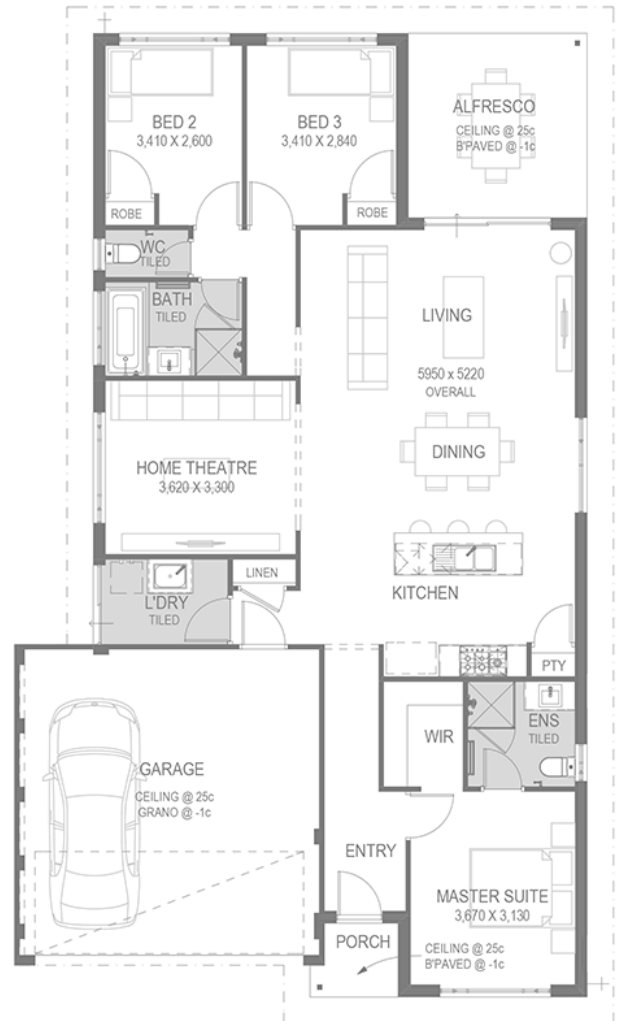 BED 2
3,410 X 2,600
BED 3
3,410 X 2,840
ALFRESCO
CEILING @ 25c
B'PAVED @ -1c
ROBE
ROBE
WC
TILED
BATH
TILED
LIVING
5950 x 5220
OVERALL
DINING
HOME THEATRE
3,620 X 3,300
LINEN
L'DRY
TILED
KITCHEN
PTY
WIR
ENS
TILED
GARAGE
CEILING @ 25c
GRANO @ -1c
ENTRY
MASTER SUITE
3,670 X 3,130
PORCH
CEILING @ 25c
B'PAVED @ -1c